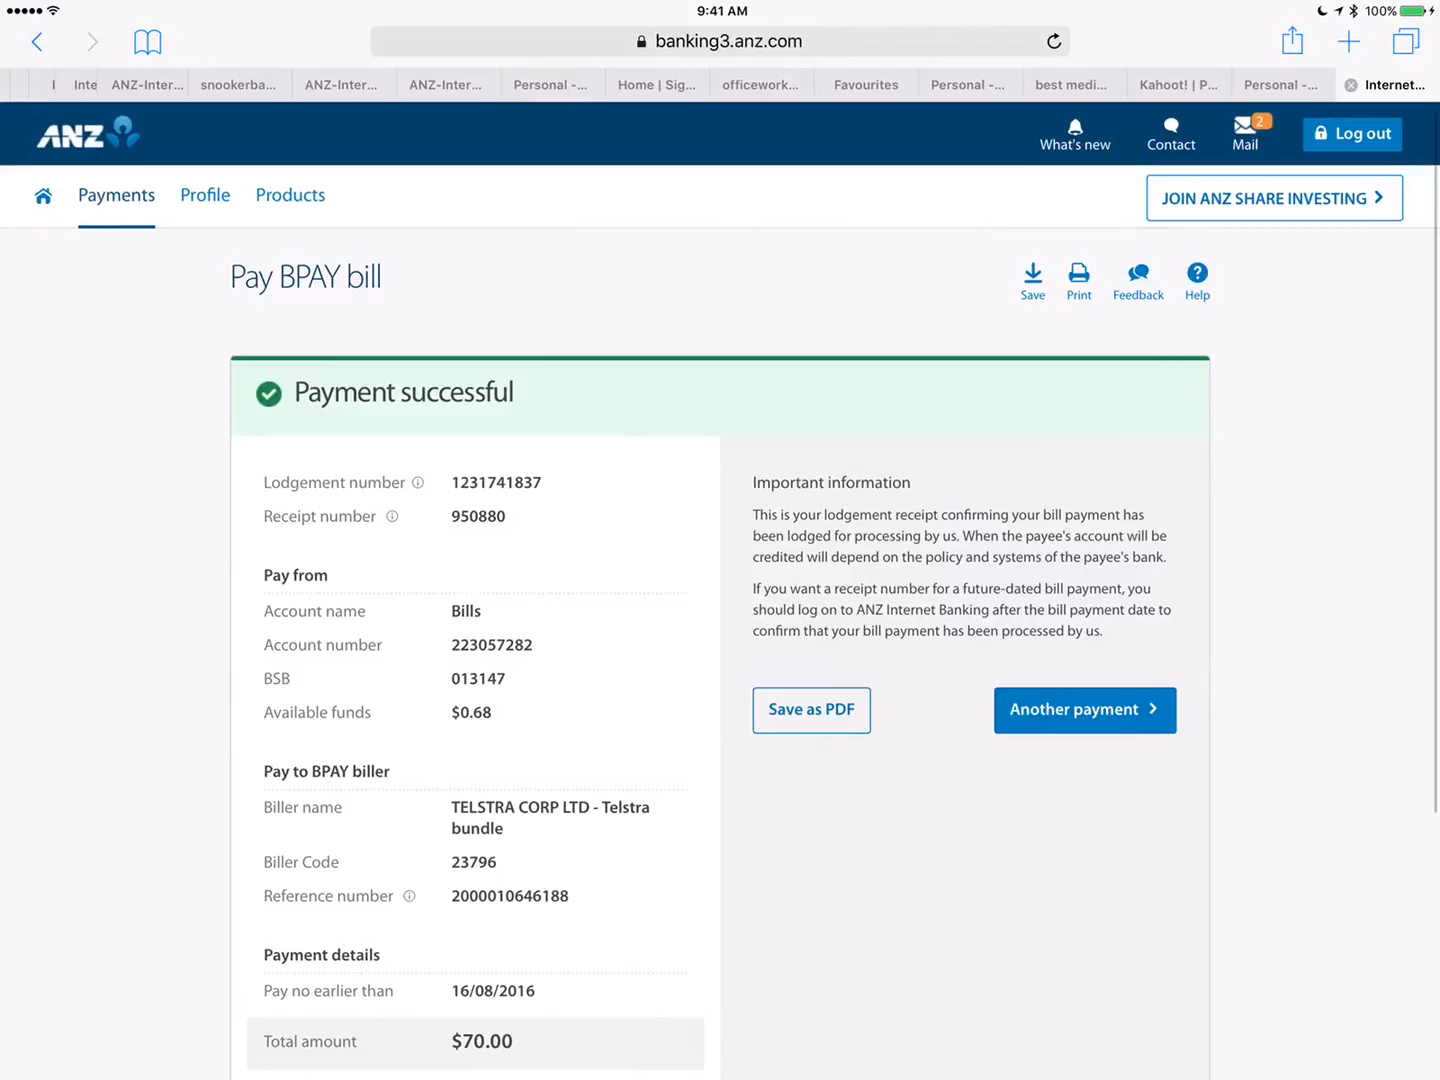 9:41 AM
100%
banking3.anz.com
I
Inte
ANZ-Inter...
snookerba...
ANZ-Inter...
ANZ-Inter...
Personal -...
Home | Sig...
officework...
Favourites
Personal -...
best medi...
Kahoot! | P...
Personal -...
Internet...
ANZ
What's new
Contact
2
Mail
Log out
Payments
Profile
Products
JOIN ANZ SHARE INVESTING
Pay BPAY bill
Save
Print
Feedback
Help
Payment successful
Lodgement number 1231741837
Receipt number 950880
Pay from
Account name Bills
Account number 223057282
BSB 013147
Available funds $0.68
Pay to BPAY biller
Biller name TELSTRA CORP LTD - Telstra
bundle
Biller Code 23796
Reference number 2000010646188
Payment details
Pay no earlier than 16/08/2016
Total amount $70.00
Important information
This is your lodgement receipt confirming your bill payment has
been lodged for processing by us. When the payee's account will be
credited will depend on the policy and systems of the payee's bank.
If you want a receipt number for a future-dated bill payment, you
should log on to ANZ Internet Banking after the bill payment date to
confirm that your bill payment has been processed by us.
Save as PDF
Another payment